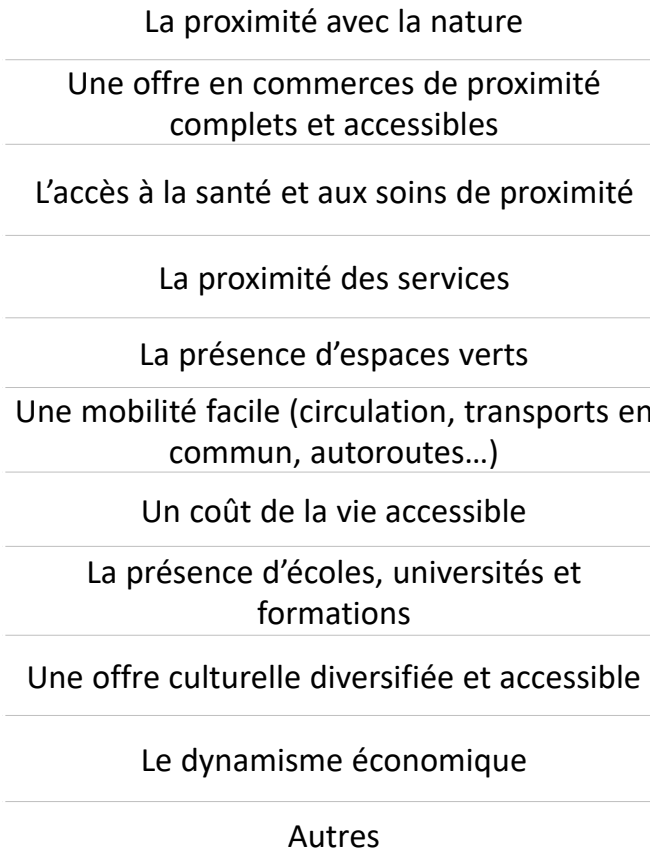 La proximité avec la nature
Une offre en commerces de proximité
complets et accessibles
L’accès à la santé et aux soins de proximité
La proximité des services
La présence d’espaces verts
Une mobilité facile (circulation, transports en
commun, autoroutes…)
Un coût de la vie accessible
La présence d’écoles, universités et
formations
Une offre culturelle diversifiée et accessible
Le dynamisme économique
Autres